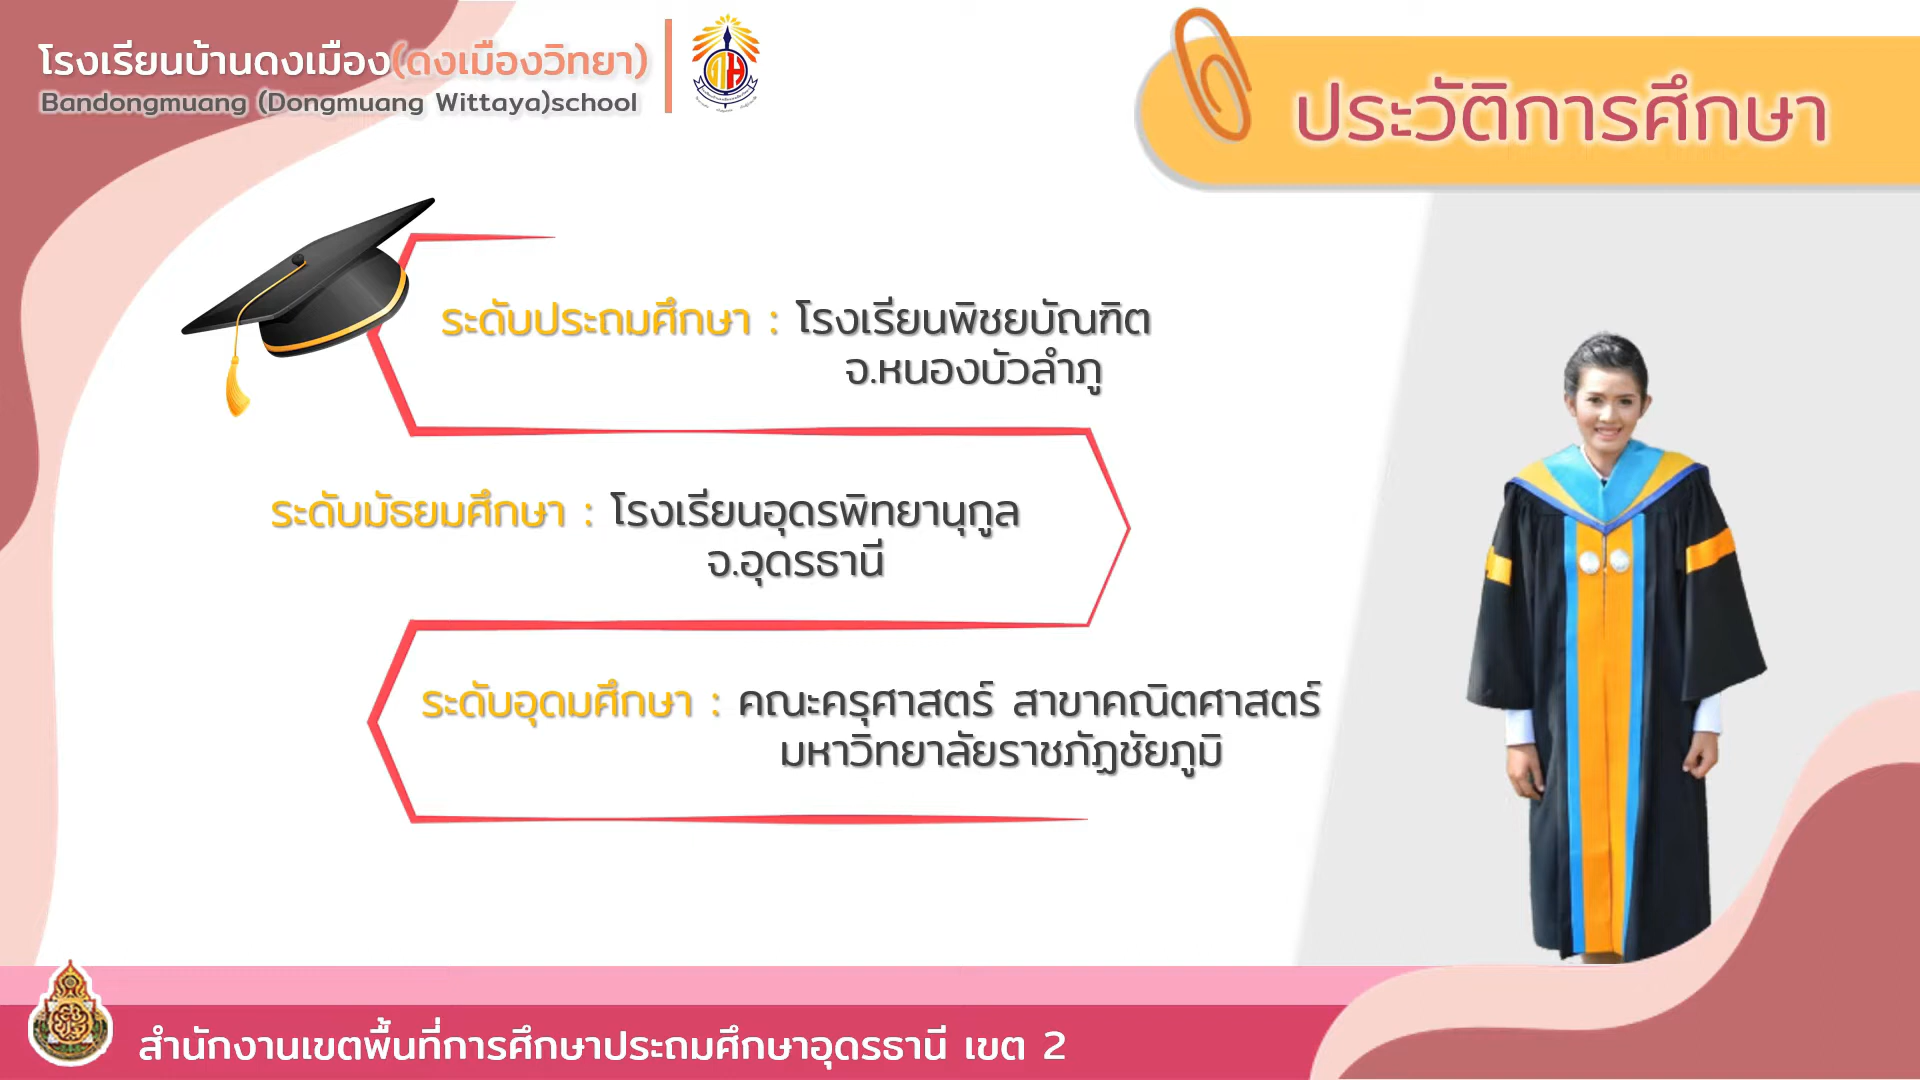 โรงเรียนบ้านดงเมือง(ดงเมืองวิทยา)
Bandongmuang (Dongmuang Wittaya)school
ประวัติการศึกษา
ระดับประถมศึกษา : โรงเรียนพิชยบัณฑิต
จ.หนองบัวลำภู
ระดับมัธยมศึกษา : โรงเรียนอุดรพิทยานุกูล
จ.อุดรธานี
ระดับอุดมศึกษา : คณะครุศาสตร์ สาขาคณิตศาสตร์
มหาวิทยาลัยราชภัฏชัยภูมิ
สำนักงานเขตพื้นที่การศึกษาประถมศึกษาอุดรธานี เขต 2